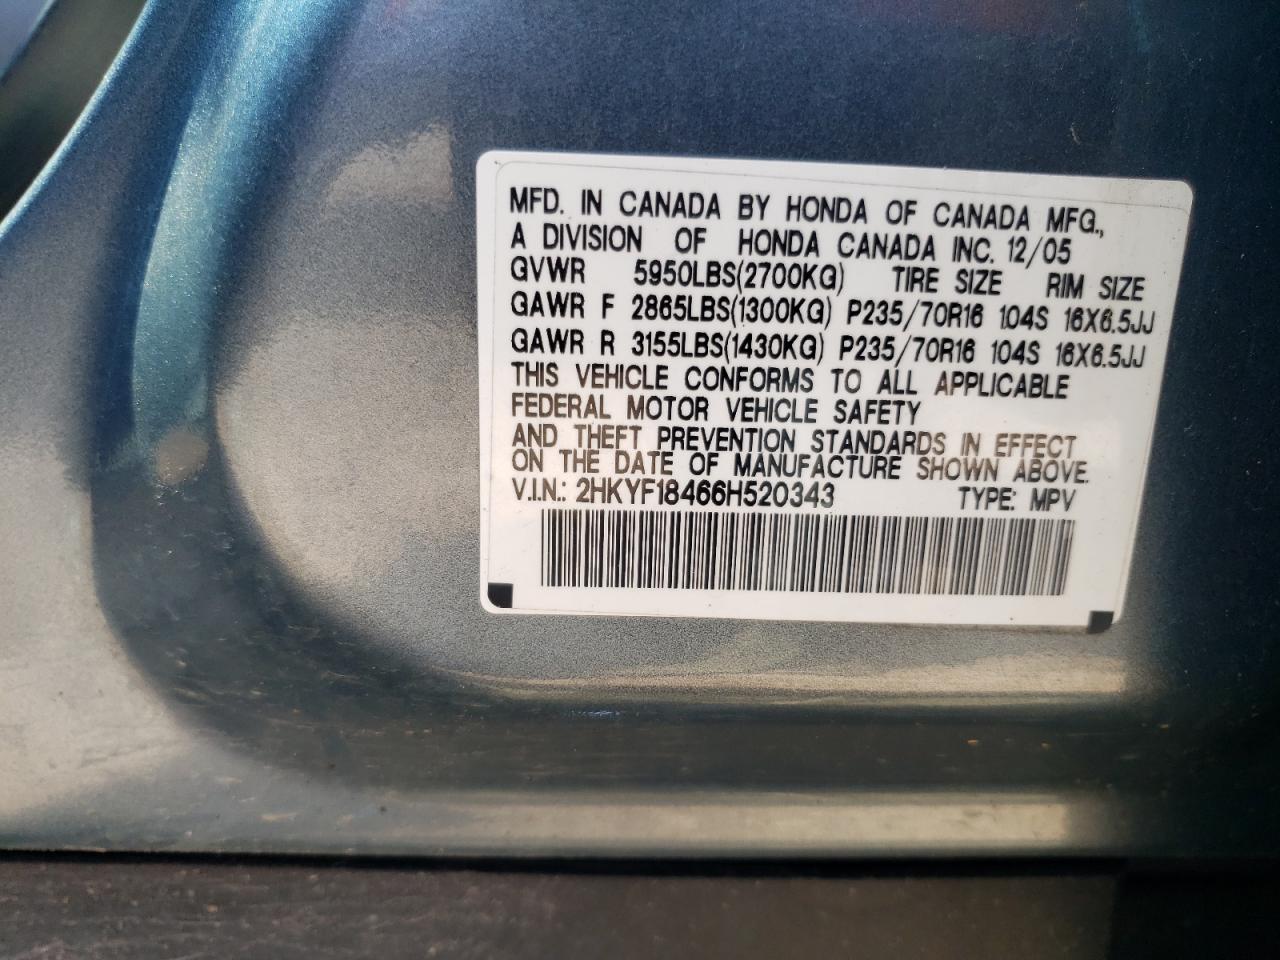 MFD. IN CANADA BY HONDA OF CANADA MFG.,
A DIVISION OF HONDA CANADA INC. 12/05
GVWR 5950LBS(2700KG) TIRE SIZE RIM SIZE
GAWR F 2865LBS(1300KG) P235/70R16 104S 16X6.5JJ
GAWR R 3155LBS(1430KG) P235/70R16 104S 16X6.5JJ
THIS VEHICLE CONFORMS TO ALL APPLICABLE
FEDERAL MOTOR VEHICLE SAFETY
AND THEFT PREVENTION STANDARDS IN EFFECT
ON THE DATE OF MANUFACTURE SHOWN ABOVE.
V.I.N.: 2HKYF18466H520343 TYPE: MPV